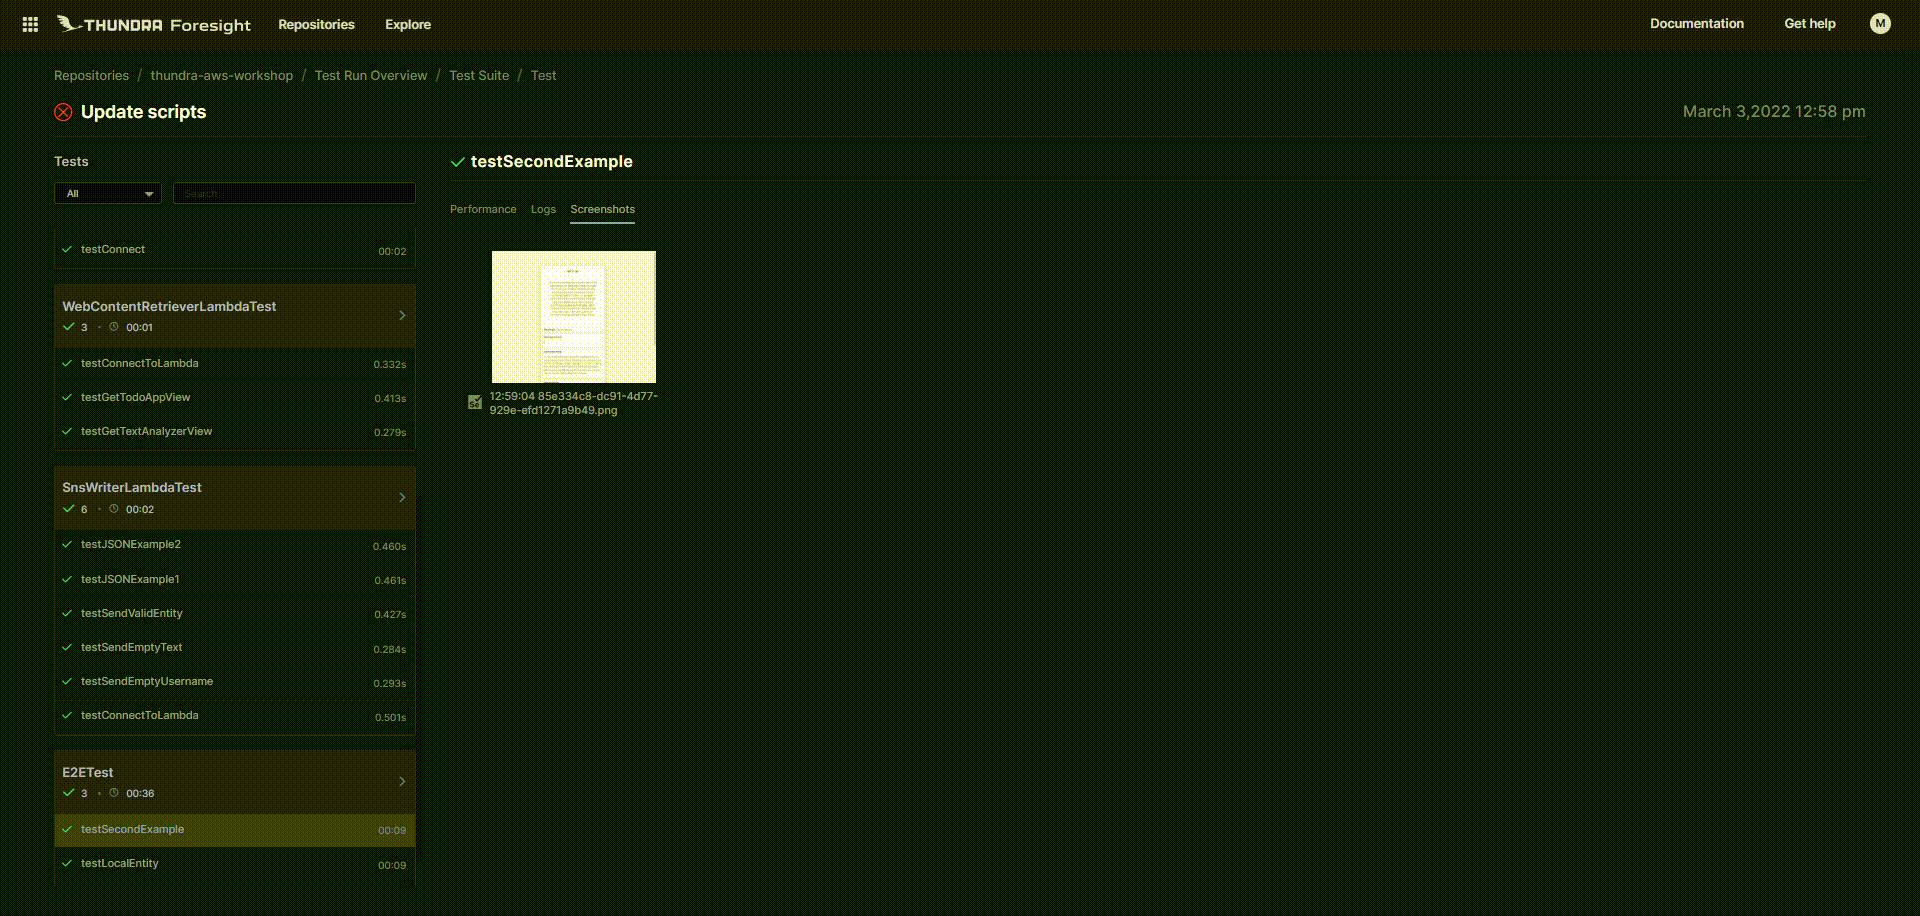 THUNDRA Foresight Repositories Explore Documentation Get help M
Repositories / thundra-aws-workshop / Test Run Overview / Test Suite / Test
Update scripts March 3,2022 12:58 pm
Tests
All Search
testConnect 00:02
WebContentRetrieverLambdaTest
3 • 00:01
testConnectToLambda 0.332s
testGetTodoAppView 0.413s
testGetTextAnalyzerView 0.279s
SnsWriterLambdaTest
6 • 00:02
testJSONExample2 0.460s
testJSONExample1 0.461s
testSendValidEntity 0.427s
testSendEmptyText 0.284s
testSendEmptyUsername 0.293s
testConnectToLambda 0.501s
E2ETest
3 • 00:36
testSecondExample 00:09
testLocalEntity 00:09
testSecondExample
Performance Logs Screenshots
12:59:04 85e334c8-dc91-4d77-
929e-efd1271a9b49.png